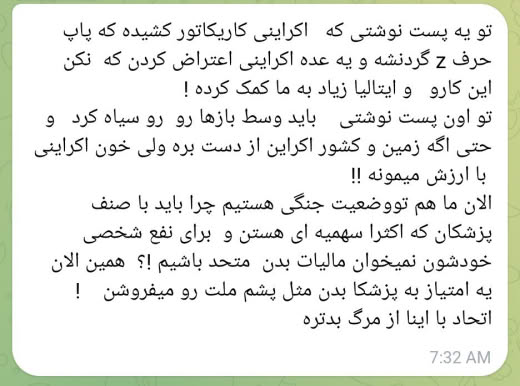 تو یه پست نوشتی که اکراینی کاریکاتور کشیده که پاپ
حرف z گردنشه و یه عده اکراینی اعتراض کردن که نکن
این کارو و ایتالیا زیاد به ما کمک کرده !
تو اون پست نوشتی باید وسط بازها رو رو سیاه کرد و
حتی اگه زمین و کشور اکراین از دست بره ولی خون اکراینی
با ارزش میمونه !!
الان ما هم تووضعیت جنگی هستیم چرا باید با صنف
پزشکان که اکثرا سهمیه ای هستن و برای نفع شخصی
خودشون نمیخوان مالیات بدن متحد باشیم !؟ همین الان
یه امتیاز به پزشکا بدن مثل پشم ملت رو میفروشن !
اتحاد با اینا از مرگ بدتره
7:32 AM